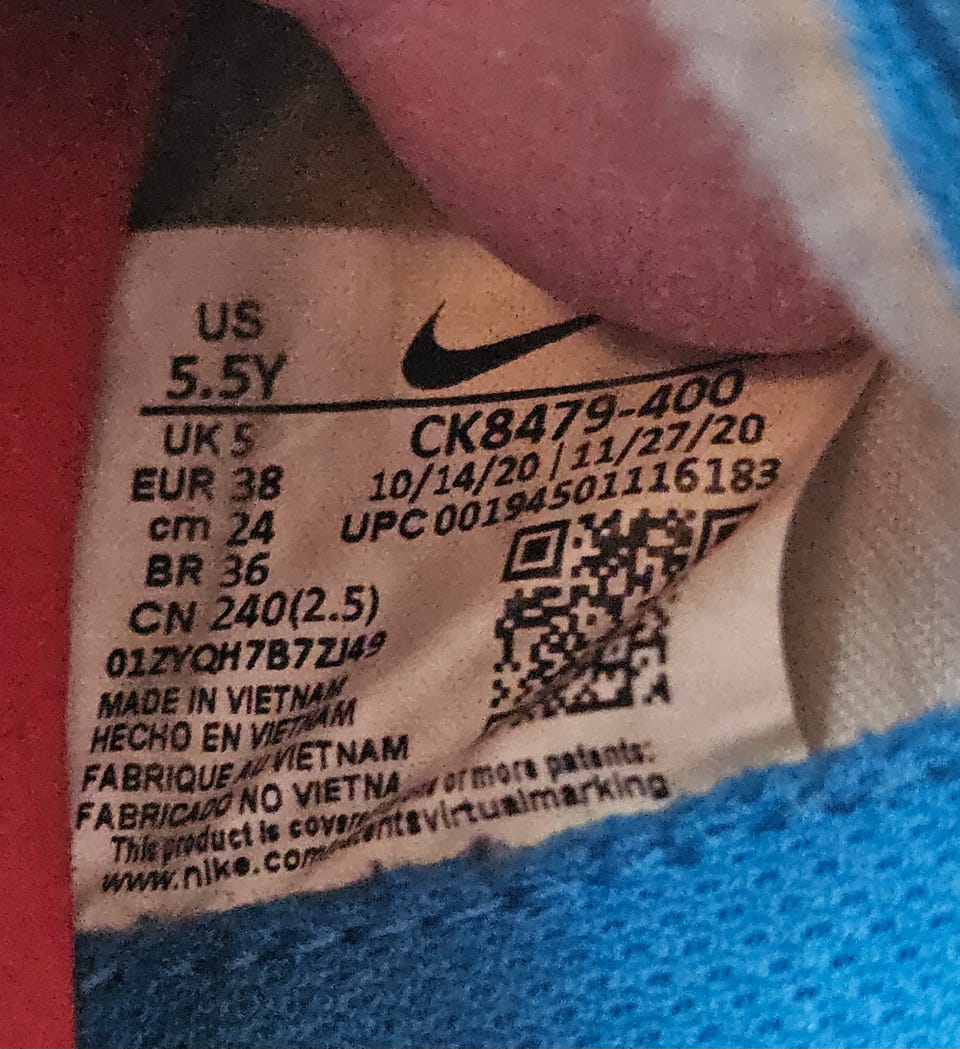 US
5.5Y
UK 5
EUR 38
cm 24
BR 36
CN 240(2.5)
01ZYQH7B7ZJ49
MADE IN VIETNAM
HECHO EN VIETNAM
FABRIQUE AU VIETNAM
FABRICADO NO VIETNA
This product is or more patents:
www.nike.com
CK8479-400
10/14/20 | 11/27/20
UPC 00194501116183